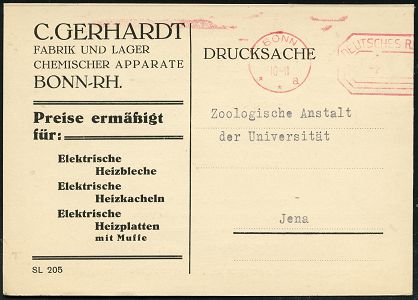 C. GERHARDT
FABRIK UND LAGER
CHEMISCHER APPARATE
BONN-RH.
Preise ermäßigt
für:
Elektrische
Heizbleche
Elektrische
Heizkacheln
Elektrische
Heizplatten
mit Muffe
SL 205
DRUCKSACHE
BONN
a
DEUTSCHES R
Zoologische Anstalt
der Universität
-
Jena